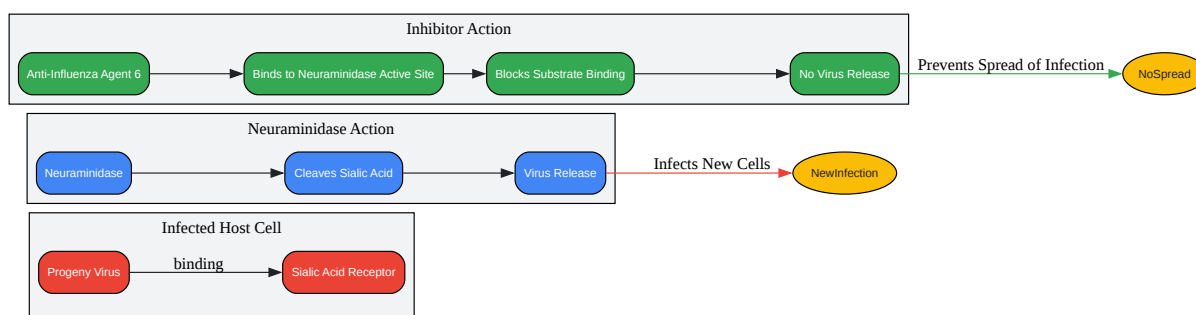 Inhibitor Action
Anti-Influenza Agent 6
Binds to Neuraminidase Active Site
Blocks Substrate Binding
No Virus Release
Prevents Spread of Infection
NoSpread
Neuraminidase Action
Neuraminidase
Cleaves Sialic Acid
Virus Release
Infects New Cells
NewInfection
Infected Host Cell
Progeny Virus
binding
Sialic Acid Receptor